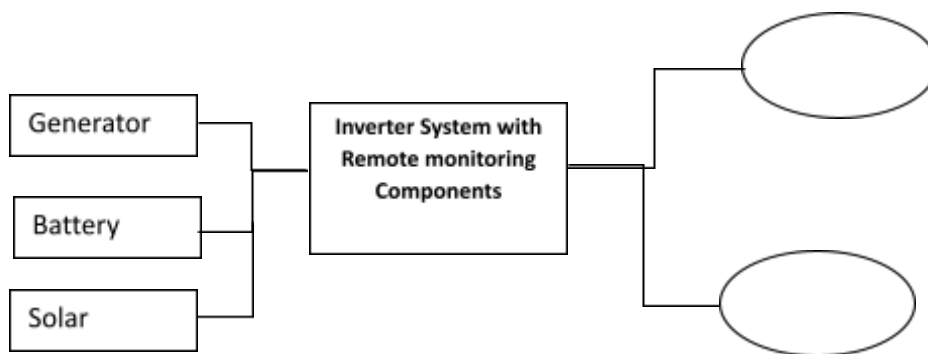 Generator
Battery
Solar
Inverter System with
Remote monitoring
Components